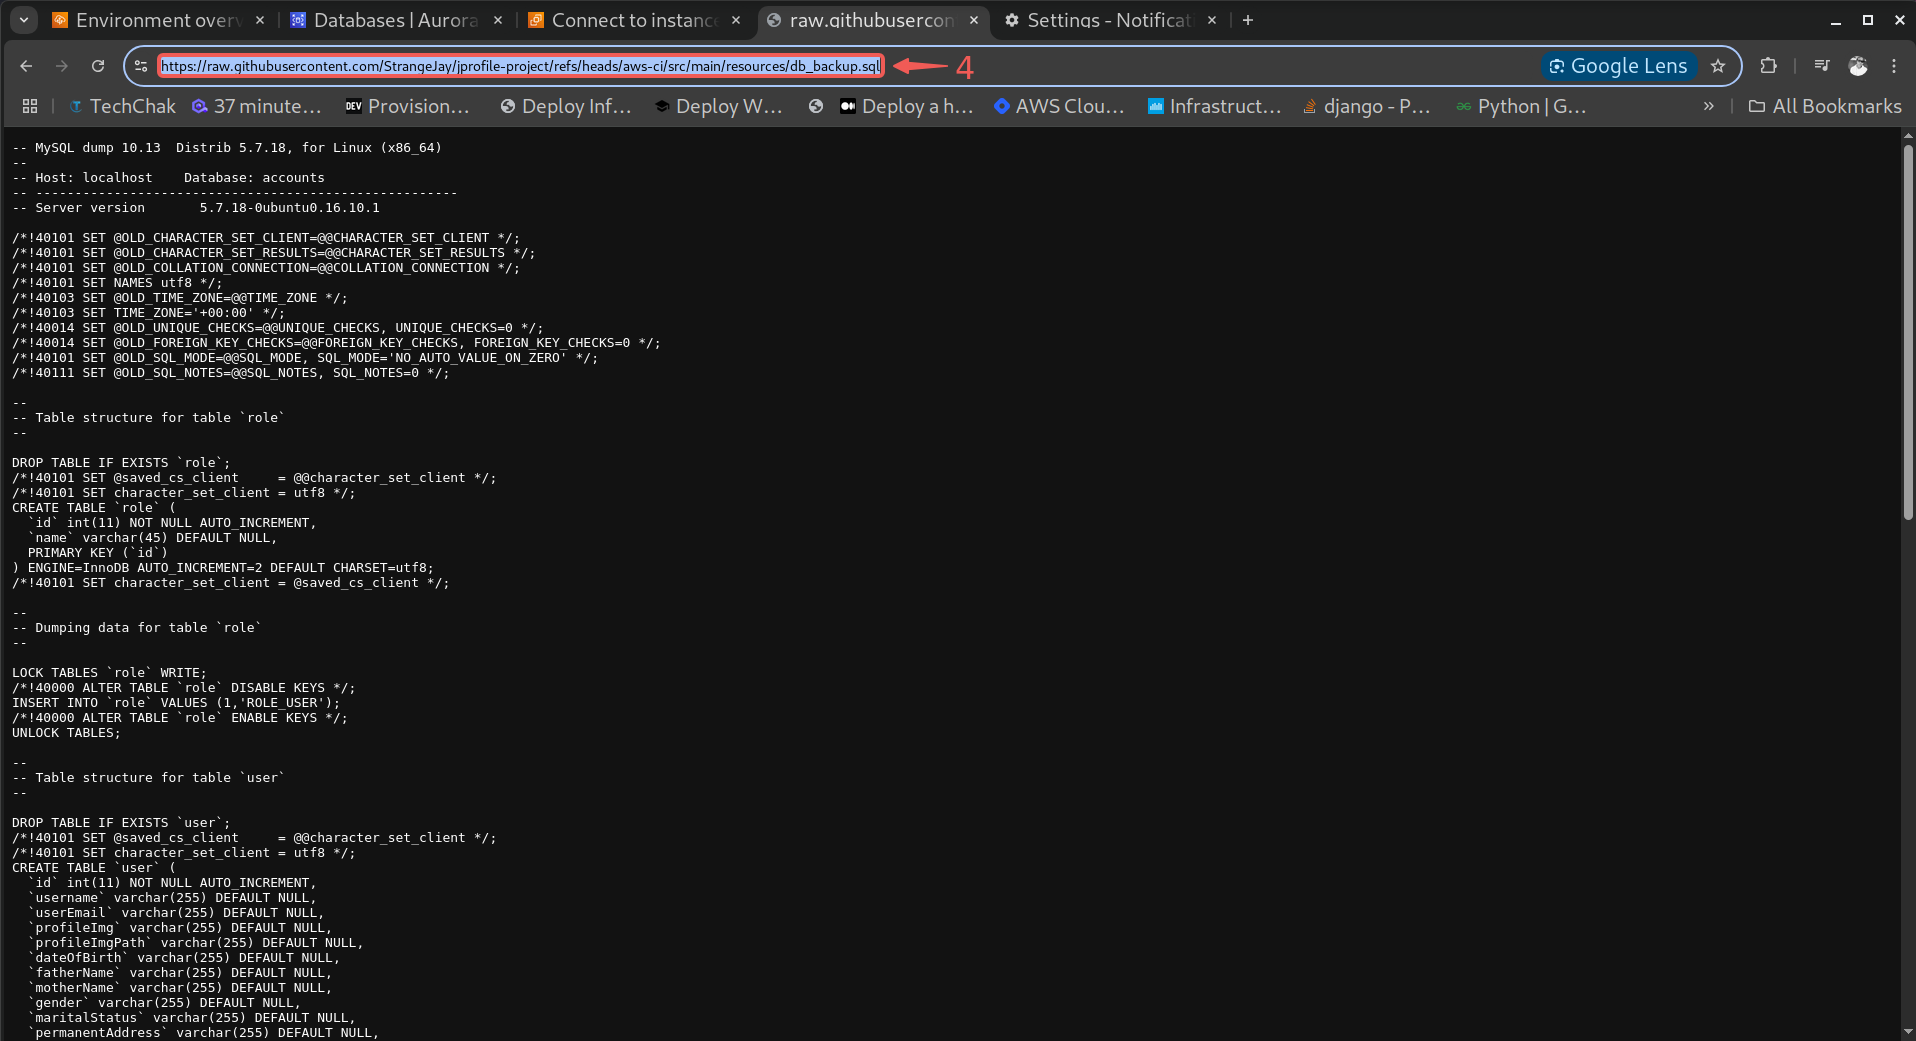 Environment over
Databases | Aurora
Connect to instanc
raw.githubusercon
Settings - Notificat
https://raw.githubusercontent.com/StrangeJay/jprofile-project/refs/heads/aws-ci/src/main/resources/db_backup.sql
4
Google Lens
TechChak
37 minute...
DEV Provision...
Deploy Inf...
Deploy W...
Deploy a h...
AWS Clou...
Infrastruct...
django - P...
Python | G...
»
All Bookmarks
-- MySQL dump 10.13  Distrib 5.7.18, for Linux (x86_64)
--
-- Host: localhost    Database: accounts
-- ------------------------------------------------------
-- Server version       5.7.18-0ubuntu0.16.10.1
/*!40101 SET @OLD_CHARACTER_SET_CLIENT=@@CHARACTER_SET_CLIENT */;
/*!40101 SET @OLD_CHARACTER_SET_RESULTS=@@CHARACTER_SET_RESULTS */;
/*!40101 SET @OLD_COLLATION_CONNECTION=@@COLLATION_CONNECTION */;
/*!40101 SET NAMES utf8 */;
/*!40103 SET @OLD_TIME_ZONE=@@TIME_ZONE */;
/*!40103 SET TIME_ZONE='+00:00' */;
/*!40014 SET @OLD_UNIQUE_CHECKS=@@UNIQUE_CHECKS, UNIQUE_CHECKS=0 */;
/*!40014 SET @OLD_FOREIGN_KEY_CHECKS=@@FOREIGN_KEY_CHECKS, FOREIGN_KEY_CHECKS=0 */;
/*!40101 SET @OLD_SQL_MODE=@@SQL_MODE, SQL_MODE='NO_AUTO_VALUE_ON_ZERO' */;
/*!40111 SET @OLD_SQL_NOTES=@@SQL_NOTES, SQL_NOTES=0 */;
--
-- Table structure for table `role`
--
DROP TABLE IF EXISTS `role`;
/*!40101 SET @saved_cs_client     = @@character_set_client */;
/*!40101 SET character_set_client = utf8 */;
CREATE TABLE `role` (
  `id` int(11) NOT NULL AUTO_INCREMENT,
  `name` varchar(45) DEFAULT NULL,
  PRIMARY KEY (`id`)
) ENGINE=InnoDB AUTO_INCREMENT=2 DEFAULT CHARSET=utf8;
/*!40101 SET character_set_client = @saved_cs_client */;
--
-- Dumping data for table `role`
--
LOCK TABLES `role` WRITE;
/*!40000 ALTER TABLE `role` DISABLE KEYS */;
INSERT INTO `role` VALUES (1,'ROLE_USER');
/*!40000 ALTER TABLE `role` ENABLE KEYS */;
UNLOCK TABLES;
--
-- Table structure for table `user`
--
DROP TABLE IF EXISTS `user`;
/*!40101 SET @saved_cs_client     = @@character_set_client */;
/*!40101 SET character_set_client = utf8 */;
CREATE TABLE `user` (
  `id` int(11) NOT NULL AUTO_INCREMENT,
  `username` varchar(255) DEFAULT NULL,
  `userEmail` varchar(255) DEFAULT NULL,
  `profileImg` varchar(255) DEFAULT NULL,
  `profileImgPath` varchar(255) DEFAULT NULL,
  `dateOfBirth` varchar(255) DEFAULT NULL,
  `fatherName` varchar(255) DEFAULT NULL,
  `motherName` varchar(255) DEFAULT NULL,
  `gender` varchar(255) DEFAULT NULL,
  `maritalStatus` varchar(255) DEFAULT NULL,
  `permanentAddress` varchar(255) DEFAULT NULL,